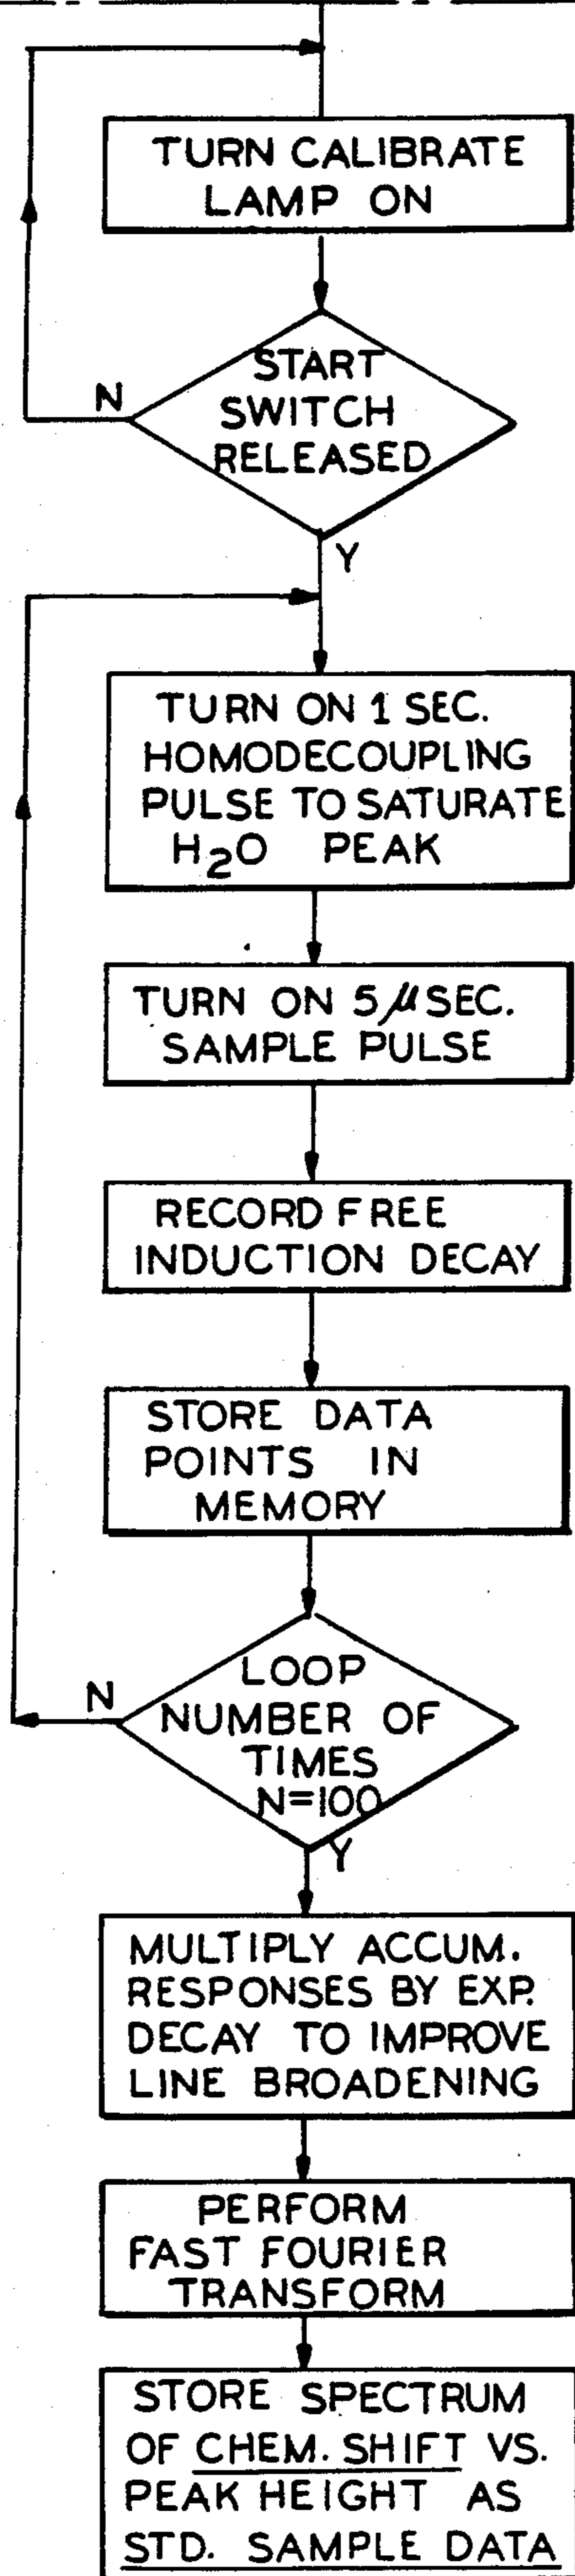 TURN CALIBRATE
LAMP ON
START
SWITCH
RELEASED
N
Y
TURN ON 1 SEC.
HOMODECOUPLING
PULSE TO SATURATE
H2O PEAK
TURN ON 5 µSEC.
SAMPLE PULSE
RECORD FREE
INDUCTION DECAY
STORE DATA
POINTS IN
MEMORY
LOOP
NUMBER OF
TIMES
N=100
N
Y
MULTIPLY ACCUM.
RESPONSES BY EXP.
DECAY TO IMPROVE
LINE BROADENING
PERFORM
FAST FOURIER
TRANSFORM
STORE SPECTRUM
OF CHEM. SHIFT VS.
PEAK HEIGHT AS
STD. SAMPLE DATA